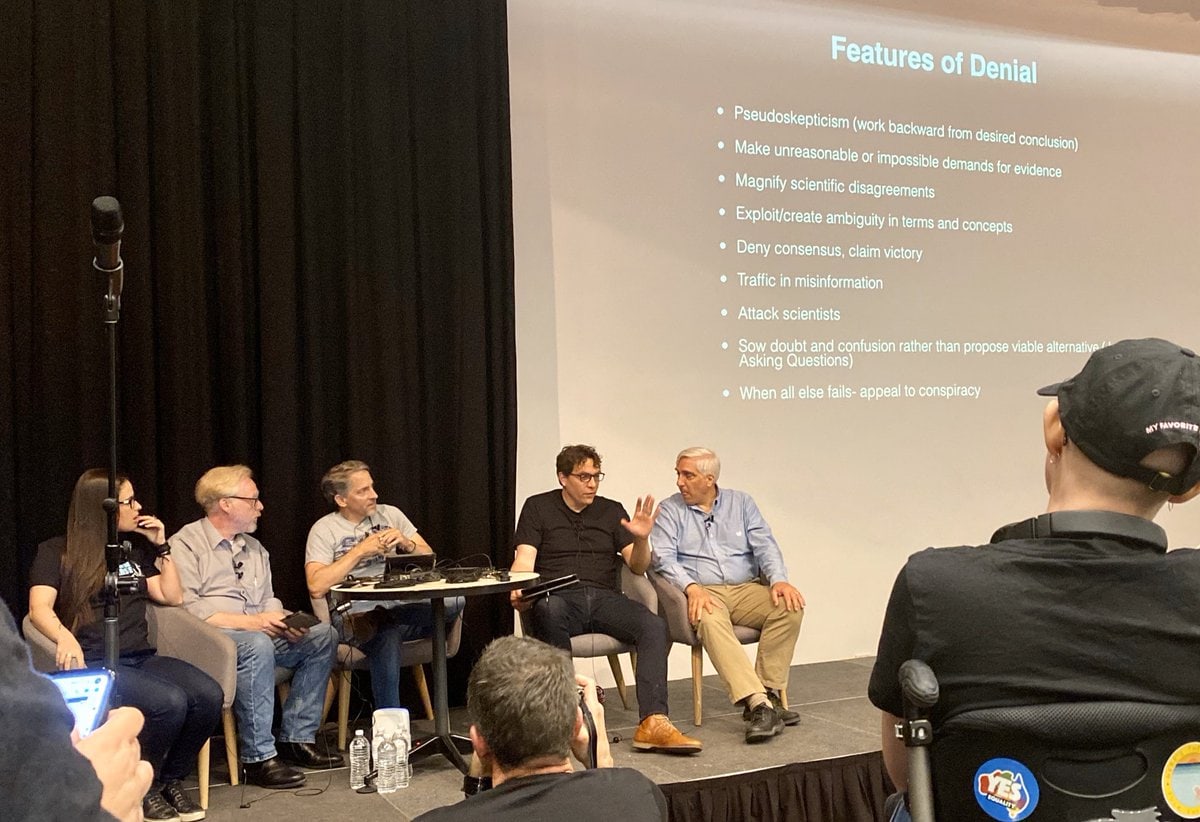 Features of Denial
• Pseudoskepticism (work backward from desired conclusion)
• Make unreasonable or impossible demands for evidence
• Magnify scientific disagreements
• Exploit/create ambiguity in terms and concepts
• Deny consensus, claim victory
• Traffic in misinformation
• Attack scientists
• Sow doubt and confusion rather than propose viable alternative (
Asking Questions)
• When all else fails- appeal to conspiracy
MY FAVORITE
YES
EQUALITY